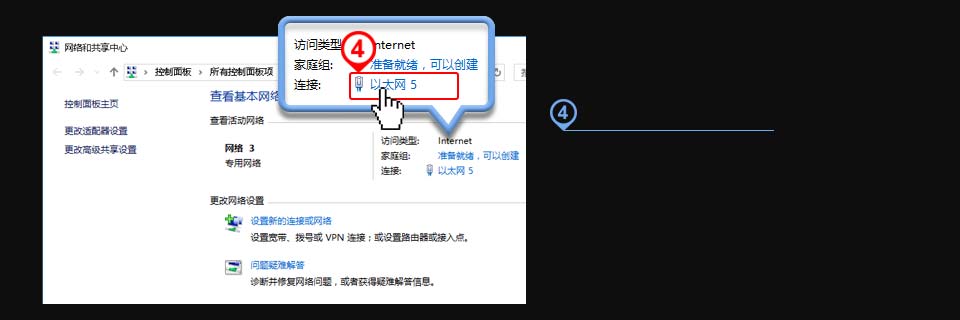 网络和共享中心
控制面板
所有控制面板项
控制面板主页
更改适配器设置
更改高级共享设置
查看基本网络
查看活动网络
网络 3
专用网络
访问类型
Internet
家庭组:
准备就绪，可以创建
连接:
以太网 5
4
访问类型:
Internet
家庭组:
准备就绪，可以创建
连接:
以太网 5
更改网络设置
设置新的连接或网络
设置宽带、拨号或 VPN 连接；或设置路由器或接入点。
问题疑难解答
诊断并修复网络问题，或者获得疑难解答信息。
4